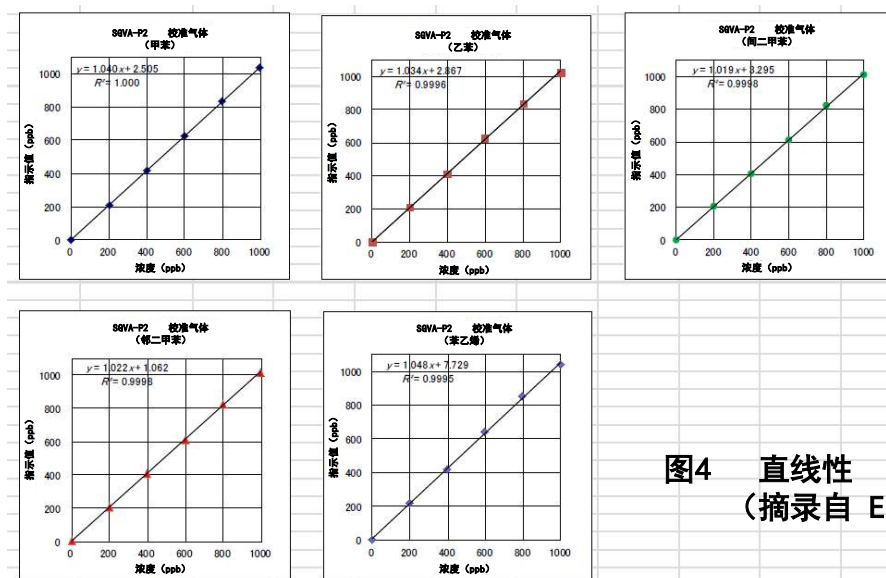 SGVA-P2 校准气体
(甲苯)
y = 1.040x + 2.505
R² = 1.000
1000
800
600
400
200
0
指示值 (ppb)
0 200 400 600 800 1000
浓度 (ppb)
SGVA-P2 校准气体
(乙苯)
y = 1.034x + 2.867
R² = 0.9996
1000
800
600
400
200
0
指示值 (ppb)
0 200 400 600 800 1000
浓度 (ppb)
SGVA-P2 校准气体
(间二甲苯)
y = 1.019x + 3.295
R² = 0.9998
1000
800
600
400
200
0
指示值 (ppb)
0 200 400 600 800 1000
浓度 (ppb)
SGVA-P2 校准气体
(邻二甲苯)
y = 1.022x + 1.062
R² = 0.9998
1000
800
600
400
200
0
指示值 (ppb)
0 200 400 600 800 1000
浓度 (ppb)
SGVA-P2 校准气体
(苯乙烯)
y = 1.048x + 7.729
R² = 0.9995
1000
800
600
400
200
0
指示值 (ppb)
0 200 400 600 800 1000
浓度 (ppb)
图4 直线性
(摘录自 E